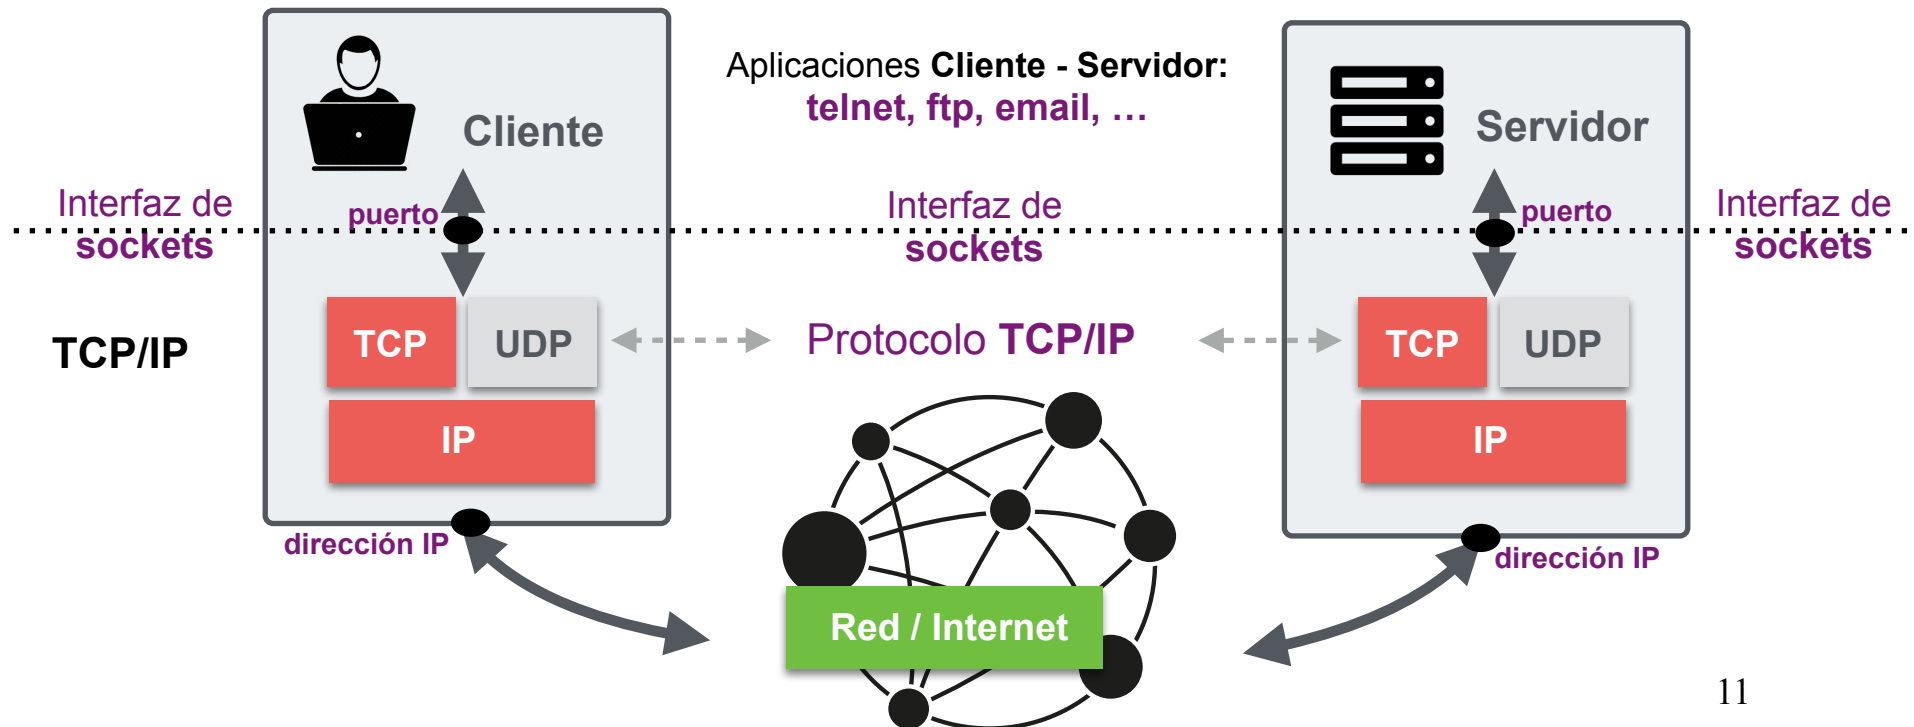 Aplicaciones Cliente - Servidor:
telnet, ftp, email, …
Cliente
Servidor
Interfaz de
sockets
puerto
Interfaz de
sockets
puerto
Interfaz de
sockets
TCP/IP
TCP
UDP
Protocolo TCP/IP
TCP
UDP
IP
IP
dirección IP
dirección IP
Red / Internet
11